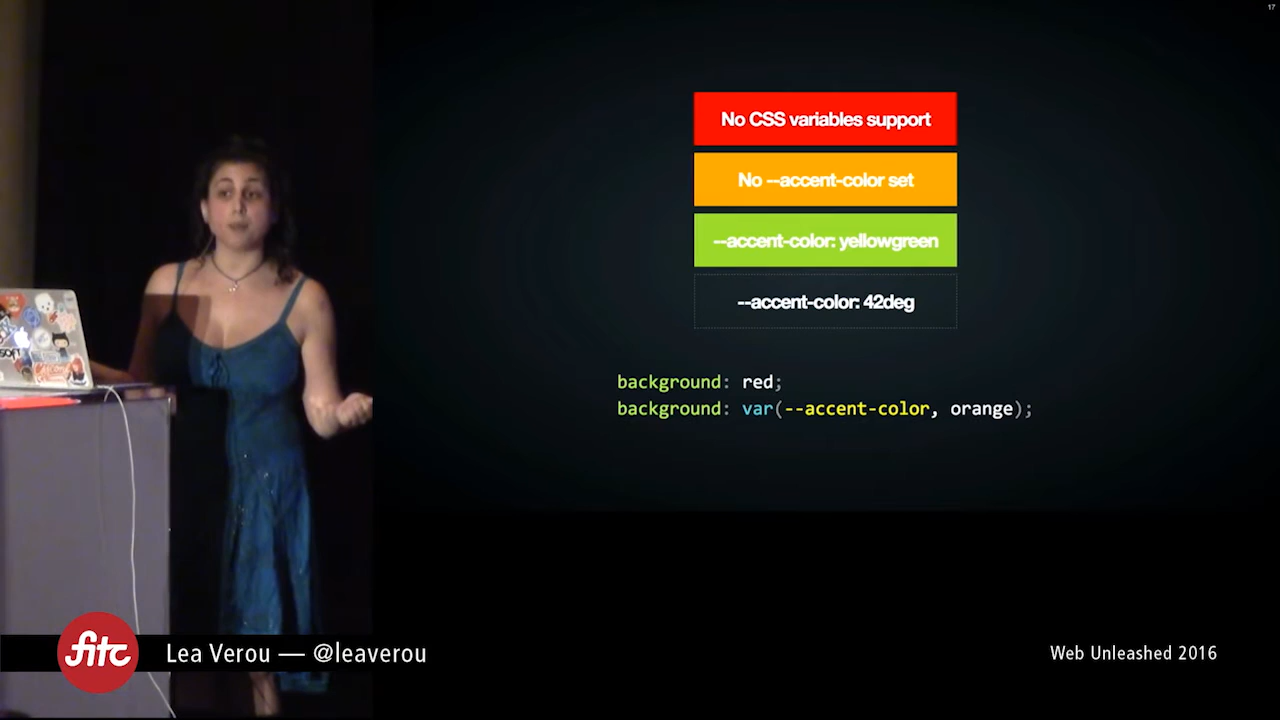 17
No CSS variables support
No --accent-color set
--accent-color: yellowgreen
--accent-color: 42deg
background: red;
background: var(--accent-color, orange);
fitc
Lea Verou — @leaverou
Web Unleashed 2016